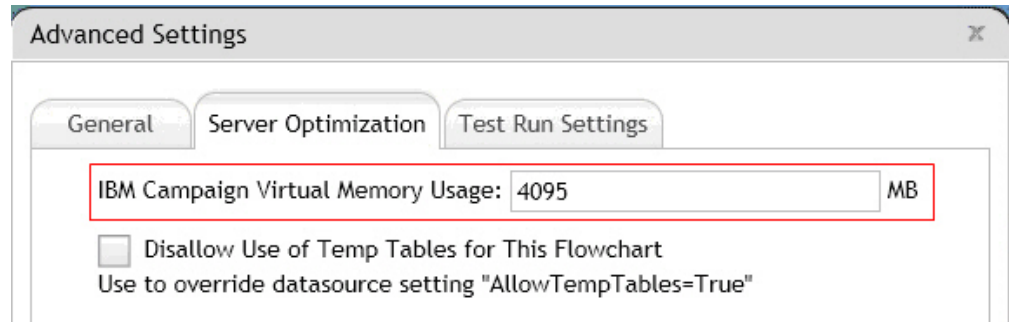 Advanced Settings
General Server Optimization Test Run Settings
IBM Campaign Virtual Memory Usage: 4095 MB
Disallow Use of Temp Tables for This Flowchart
Use to override datasource setting "AllowTempTables=True"